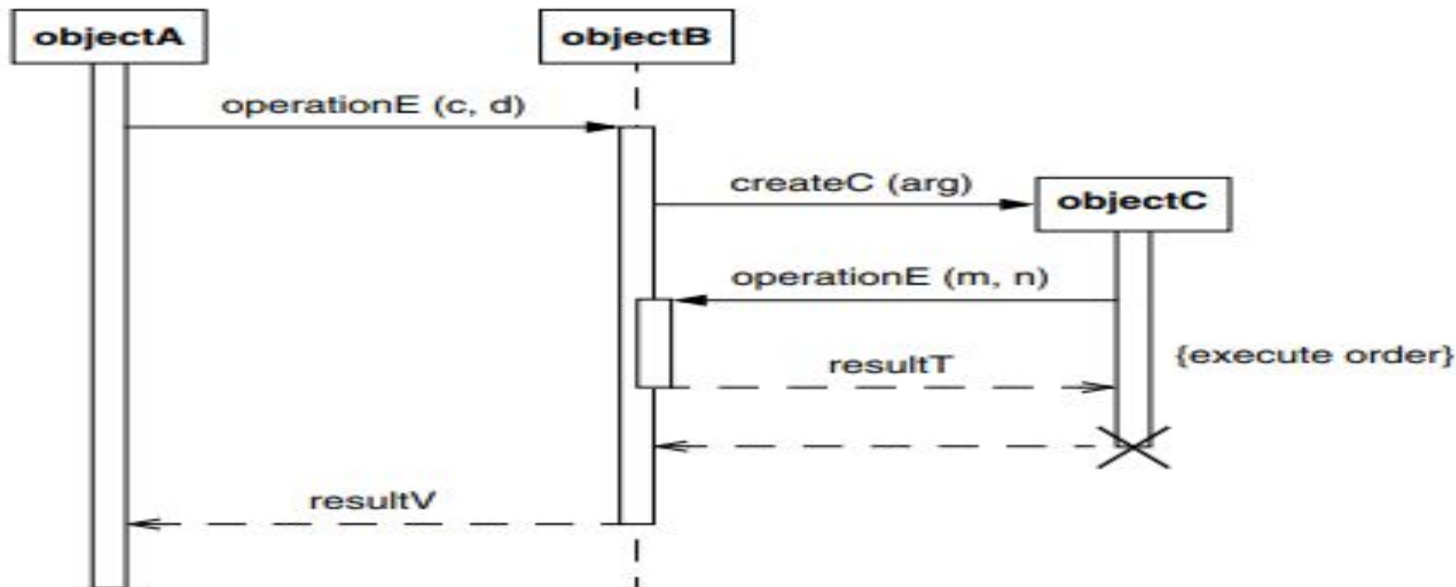 objectA
objectB
operationE (c, d)
createC (arg)
objectC
operationE (m, n)
{execute order}
resultT
resultV